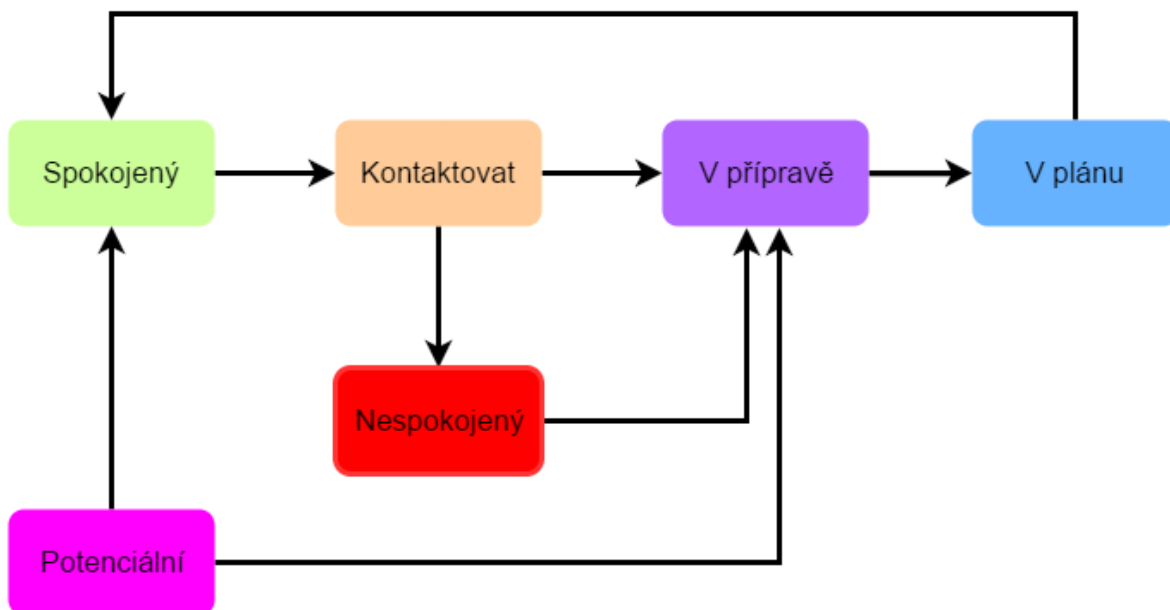 Spokojený
Kontaktovat
V přípravě
V plánu
Nespokojený
Potenciální